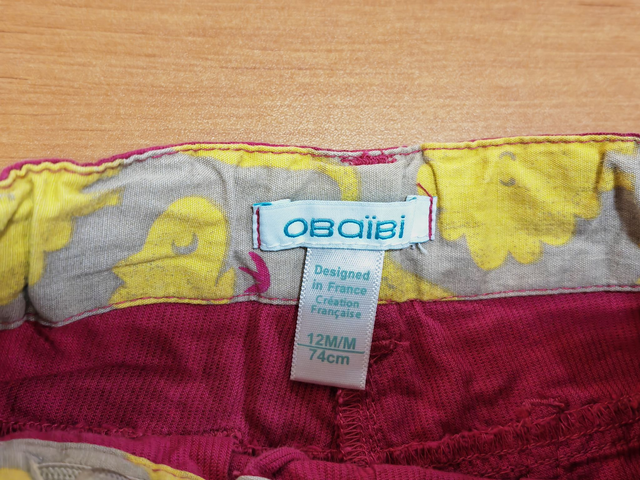 OBaïBi
Designed
in France
Création
Française
12M/M
74cm